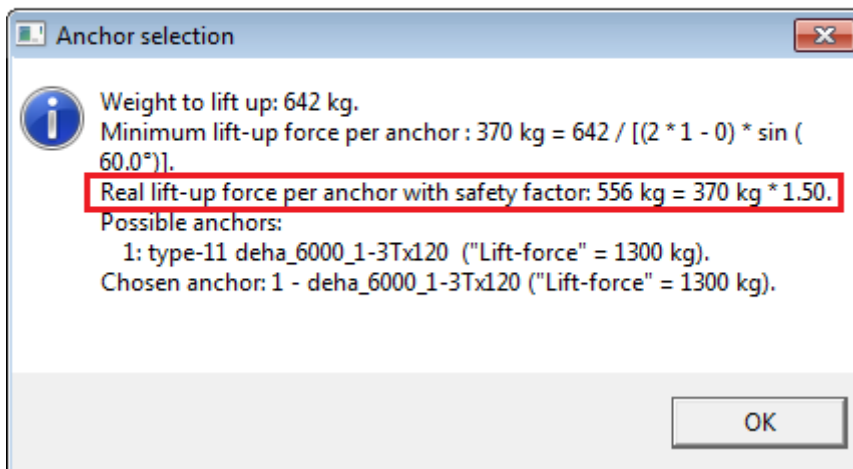 Anchor selection
Weight to lift up: 642 kg.
Minimum lift-up force per anchor : 370 kg = 642 / [(2 * 1 - 0) * sin (
60.0°)].
Real lift-up force per anchor with safety factor: 556 kg = 370 kg * 1.50.
Possible anchors:
1: type-11 deha_6000_1-3Tx120 ("Lift-force" = 1300 kg).
Chosen anchor: 1 - deha_6000_1-3Tx120 ("Lift-force" = 1300 kg).
OK